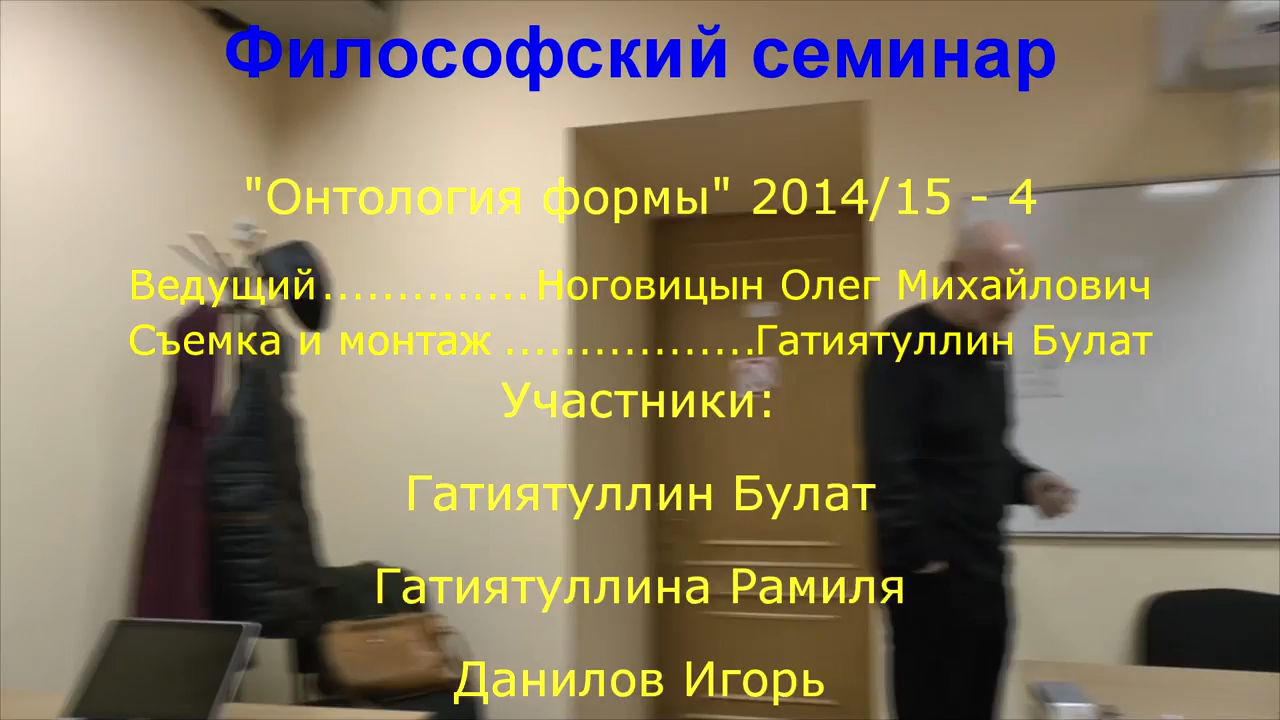 Философский семинар
"Онтология формы" 2014/15 - 4
Ведущий..............Ноговицын Олег Михайлович
Съемка и монтаж .................Гатиятуллин Булат
Участники:
Гатиятуллин Булат
Гатиятуллина Рамиля
Данилов Игорь